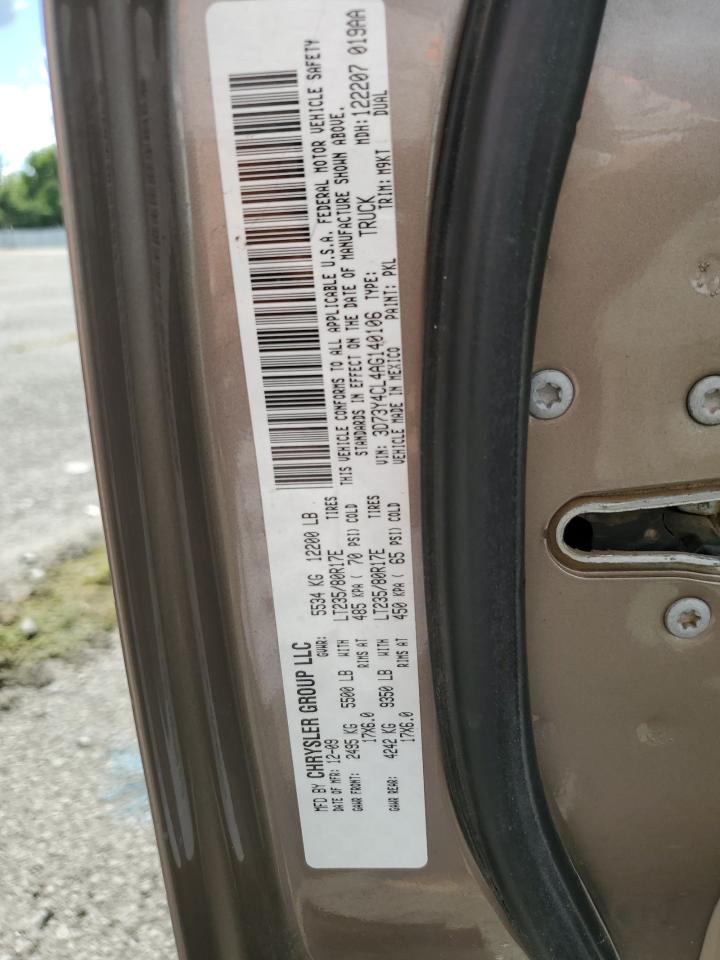 MFD BY CHRYSLER GROUP LLC
DATE OF MFR: 12-09 GVWR: 5534 KG 12200 LB
GAWR FRONT: 2495 KG 5500 LB WITH LT235/80R17E TIRES
17X6.0 RIMS AT 485 KPA ( 70 PSI) COLD
GAWR REAR: 4242 KG 9350 LB WITH LT235/80R17E TIRES
17X6.0 RIMS AT 450 KPA ( 65 PSI) COLD
THIS VEHICLE CONFORMS TO ALL APPLICABLE U.S.A. FEDERAL MOTOR VEHICLE SAFETY
STANDARDS IN EFFECT ON THE DATE OF MANUFACTURE SHOWN ABOVE.
MDH: 122207 019AA
VIN: 3D73Y4CL4AG140106 TYPE: TRUCK DUAL
VEHICLE MADE IN MEXICO PAINT: PKL TRIM: M9KT